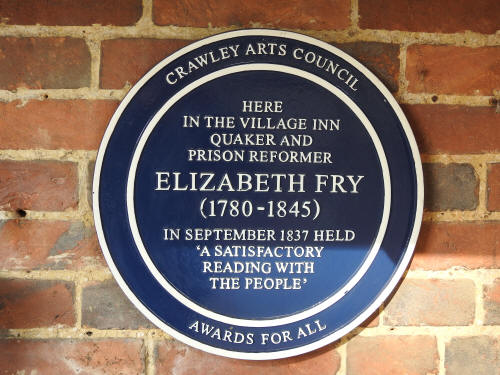 CRAWLEY ARTS COUNCIL
HERE
IN THE VILLAGE INN
QUAKER AND
PRISON REFORMER
ELIZABETH FRY
(1780-1845)
IN SEPTEMBER 1837 HELD
‘A SATISFACTORY
READING WITH
THE PEOPLE’
AWARDS FOR ALL